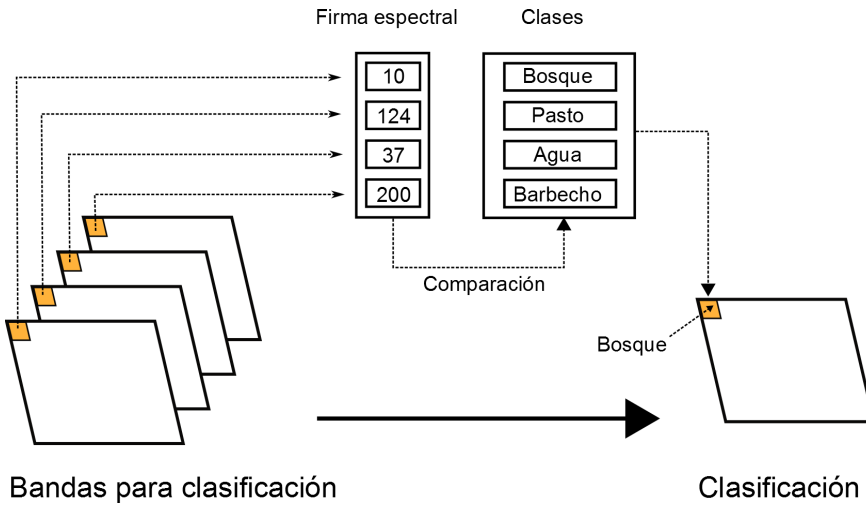 Firma espectral
Clases
10
124
37
200
Bosque
Pasto
Agua
Barbecho
Comparación
Bosque
Bandas para clasificación
Clasificación